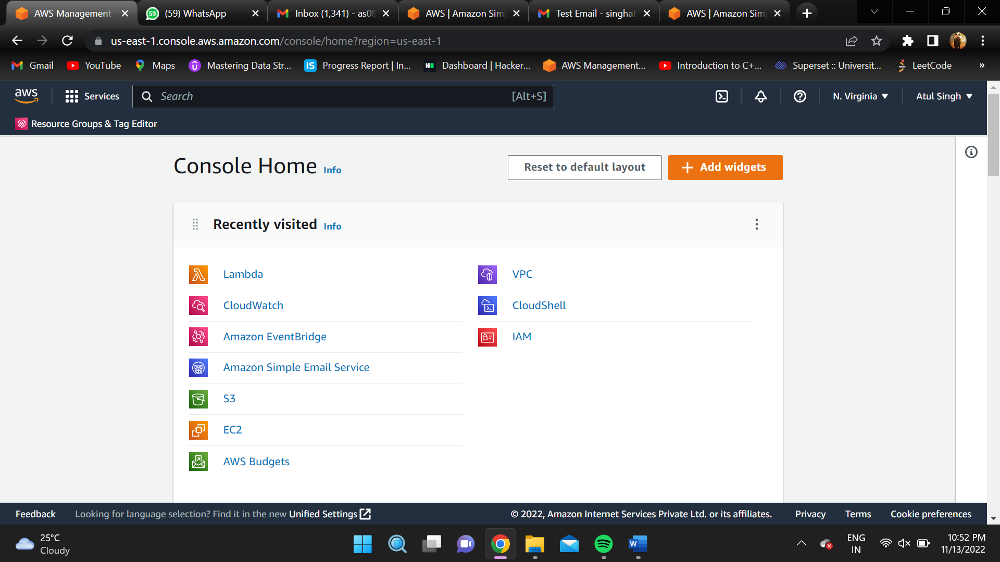 AWS Management
(59) WhatsApp
Inbox (1,341) - as08
AWS | Amazon Sim
Test Email - singhat
AWS | Amazon Sim
us-east-1.console.aws.amazon.com/console/home?region=us-east-1
Gmail
YouTube
Maps
Mastering Data Str...
IS
Progress Report | In...
Dashboard | Hacker...
AWS Management...
Introduction to C+...
Superset :: Universit...
LeetCode
»
aws
Services
Search
[Alt+S]
N. Virginia
Atul Singh
Resource Groups & Tag Editor
Console Home Info
Reset to default layout
+ Add widgets
Recently visited Info
Lambda
CloudWatch
Amazon EventBridge
Amazon Simple Email Service
S3
EC2
AWS Budgets
VPC
CloudShell
IAM
Feedback
Looking for language selection? Find it in the new Unified Settings
© 2022, Amazon Internet Services Private Ltd. or its affiliates.
Privacy
Terms
Cookie preferences
25°C
Cloudy
ENG
IN
10:52 PM
11/13/2022